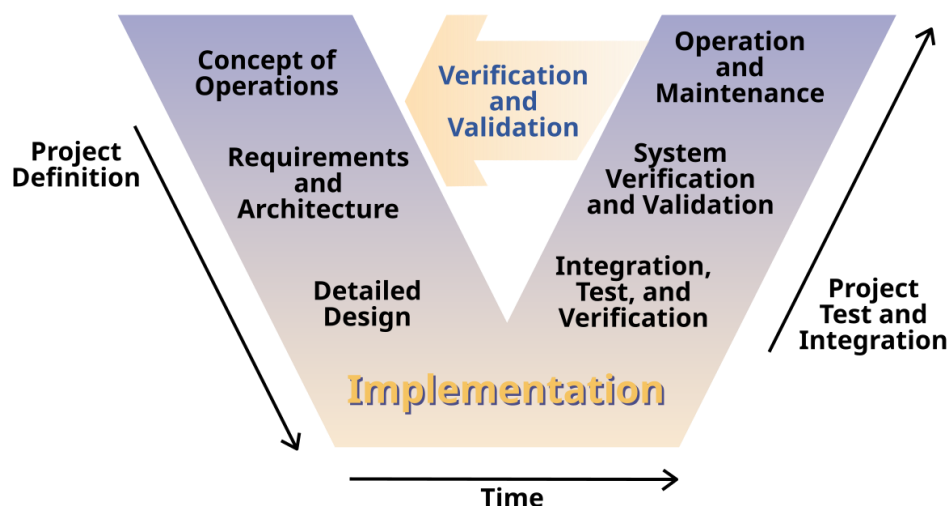 Concept of
Operations
Verification
and
Validation
Operation
and
Maintenance
Project
Definition
Requirements
and
Architecture
System
Verification
and Validation
Detailed
Design
Integration,
Test, and
Verification
Project
Test and
Integration
Implementation
Time